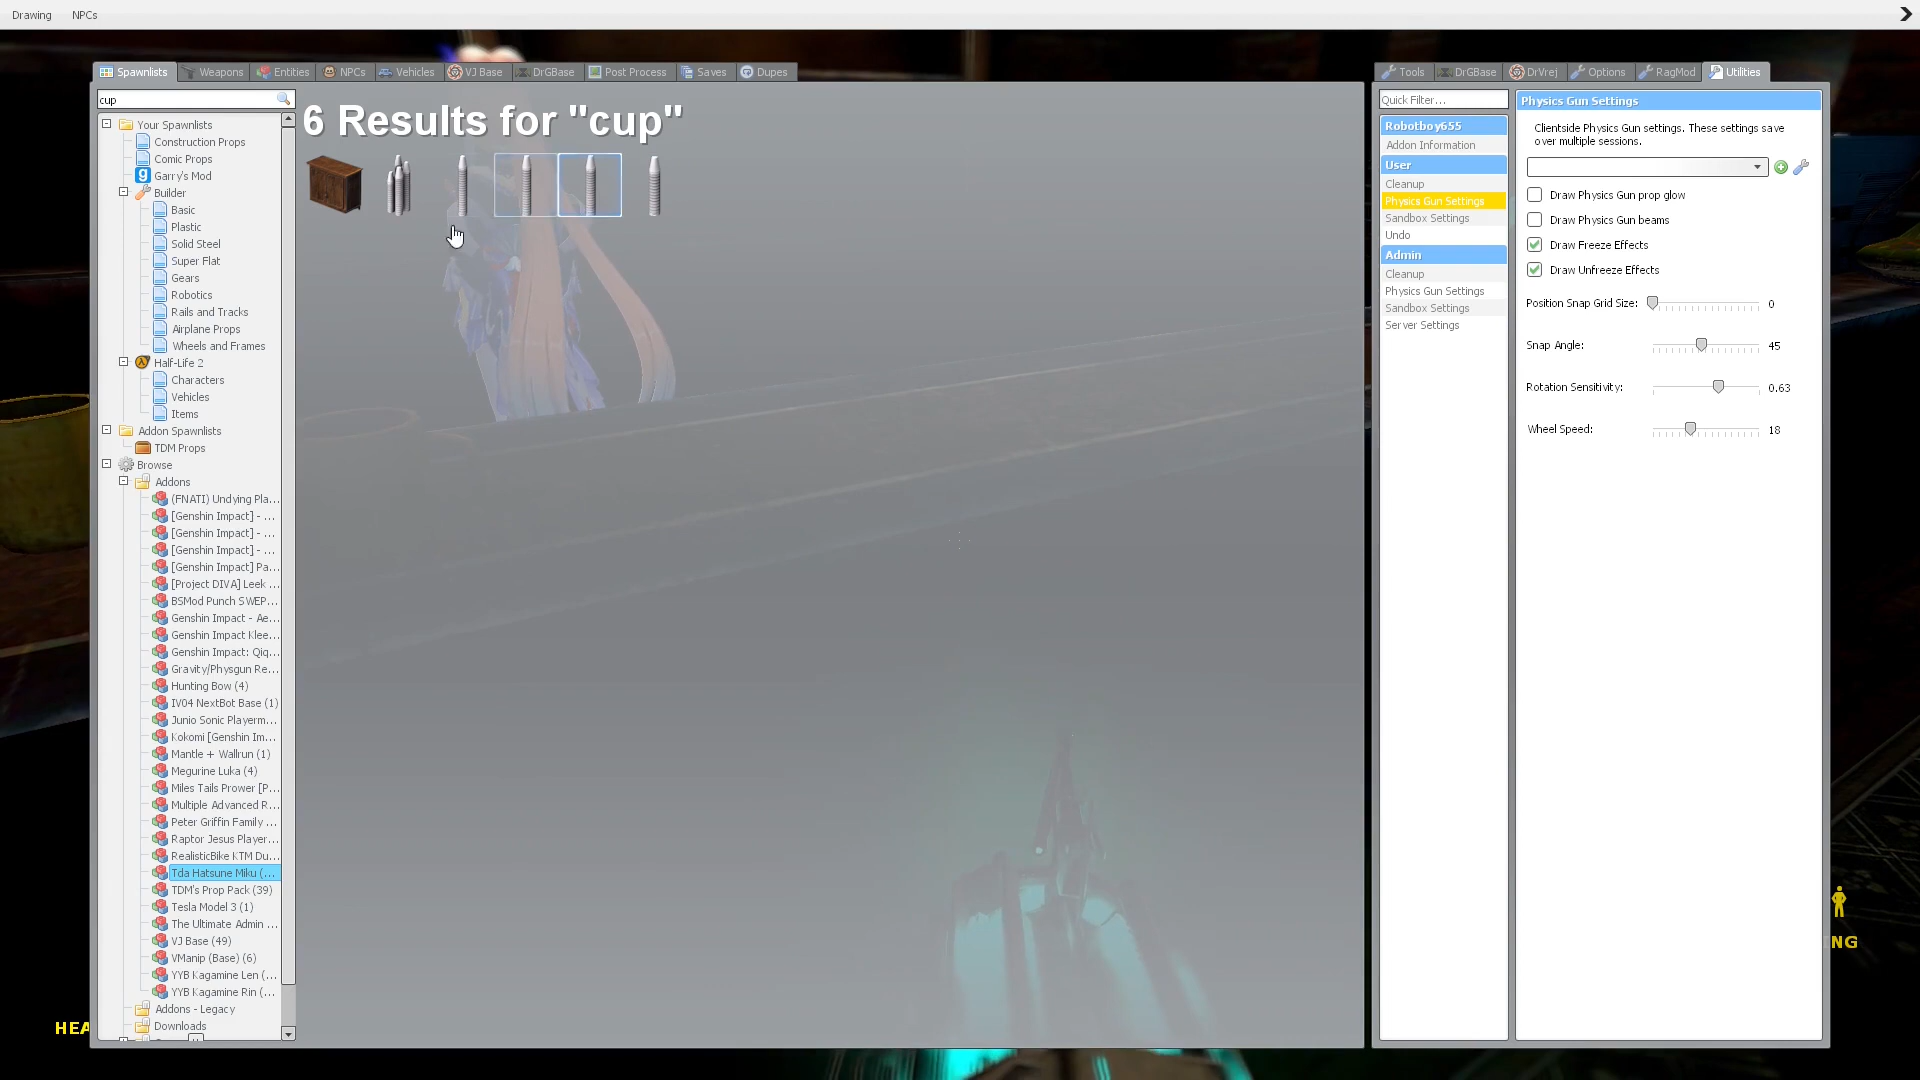 Drawing NPCs
Spawnlists Weapons Entities NPCs Vehicles VJ Base DrGBase Post Process Saves Dupes
cup
6 Results for "cup"
Your Spawnlists
Construction Props
Comic Props
Garry's Mod
Builder
Basic
Plastic
Solid Steel
Super Flat
Gears
Robotics
Rails and Tracks
Airplane Props
Wheels and Frames
Half-Life 2
Characters
Vehicles
Items
Addon Spawnlists
TDM Props
Browse
Addons
(FNATI) Undying Pla...
[Genshin Impact] - ...
[Genshin Impact] - ...
[Genshin Impact] - ...
[Genshin Impact] Pa...
[Project DIVA] Leek ...
BSMod Punch SWEP...
Genshin Impact - Ae...
Genshin Impact Klee...
Genshin Impact: Qiq...
Gravity/Physgun Re...
Hunting Bow (4)
IV04 NextBot Base (1)
Junio Sonic Playerm...
Kokomi [Genshin Im...
Mantle + Wallrun (1)
Megurine Luka (4)
Miles Tails Prower [P...
Multiple Advanced R...
Peter Griffin Family ...
Raptor Jesus Player...
RealisticBike KTM Du...
Tda Hatsune Miku (...
TDM's Prop Pack (39)
Tesla Model 3 (1)
The Ultimate Admin ...
VJ Base (49)
VManip (Base) (6)
YYB Kagamine Len (...
YYB Kagamine Rin (...
Addons - Legacy
Downloads
Tools DrGBase DrVrej Options RagMod Utilities
Quick Filter...
Robotboy655
Addon Information
User
Cleanup
Physics Gun Settings
Sandbox Settings
Undo
Admin
Cleanup
Physics Gun Settings
Sandbox Settings
Server Settings
Physics Gun Settings
Clientside Physics Gun settings. These settings save
over multiple sessions.
Draw Physics Gun prop glow
Draw Physics Gun beams
Draw Freeze Effects
Draw Unfreeze Effects
Position Snap Grid Size: 0
Snap Angle: 45
Rotation Sensitivity: 0.63
Wheel Speed: 18
HEA
NG